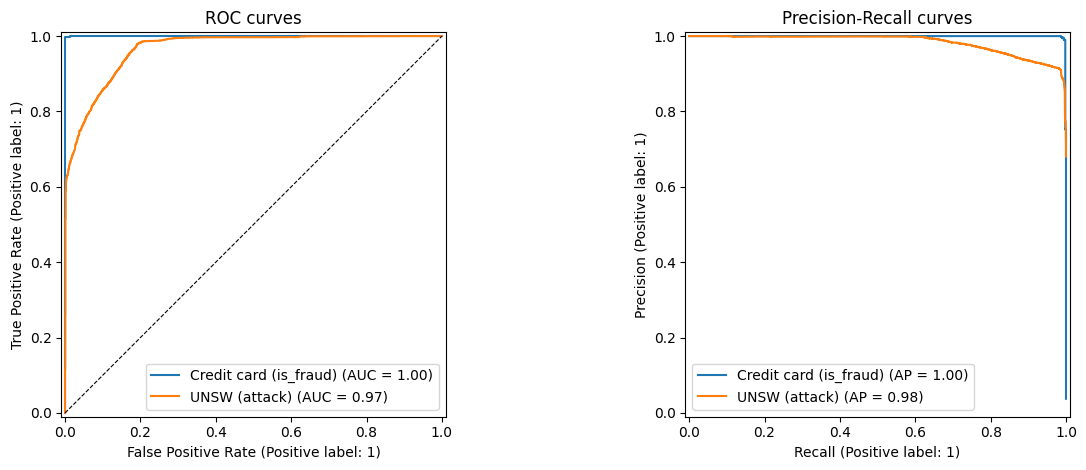 ROC curves
True Positive Rate (Positive label: 1)
1.0
0.8
0.6
0.4
0.2
0.0
Credit card (is_fraud) (AUC = 1.00)
UNSW (attack) (AUC = 0.97)
0.0 0.2 0.4 0.6 0.8 1.0
False Positive Rate (Positive label: 1)
Precision-Recall curves
Precision (Positive label: 1)
1.0
0.8
0.6
0.4
0.2
0.0
Credit card (is_fraud) (AP = 1.00)
UNSW (attack) (AP = 0.98)
0.0 0.2 0.4 0.6 0.8 1.0
Recall (Positive label: 1)